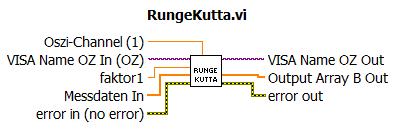 RungeKutta.vi
Oszi-Channel (1)
VISA Name OZ In (OZ)
VISA Name OZ Out
faktor1
RUNGE
KUTTA
Output Array B Out
Messdaten In
error out
error in (no error)